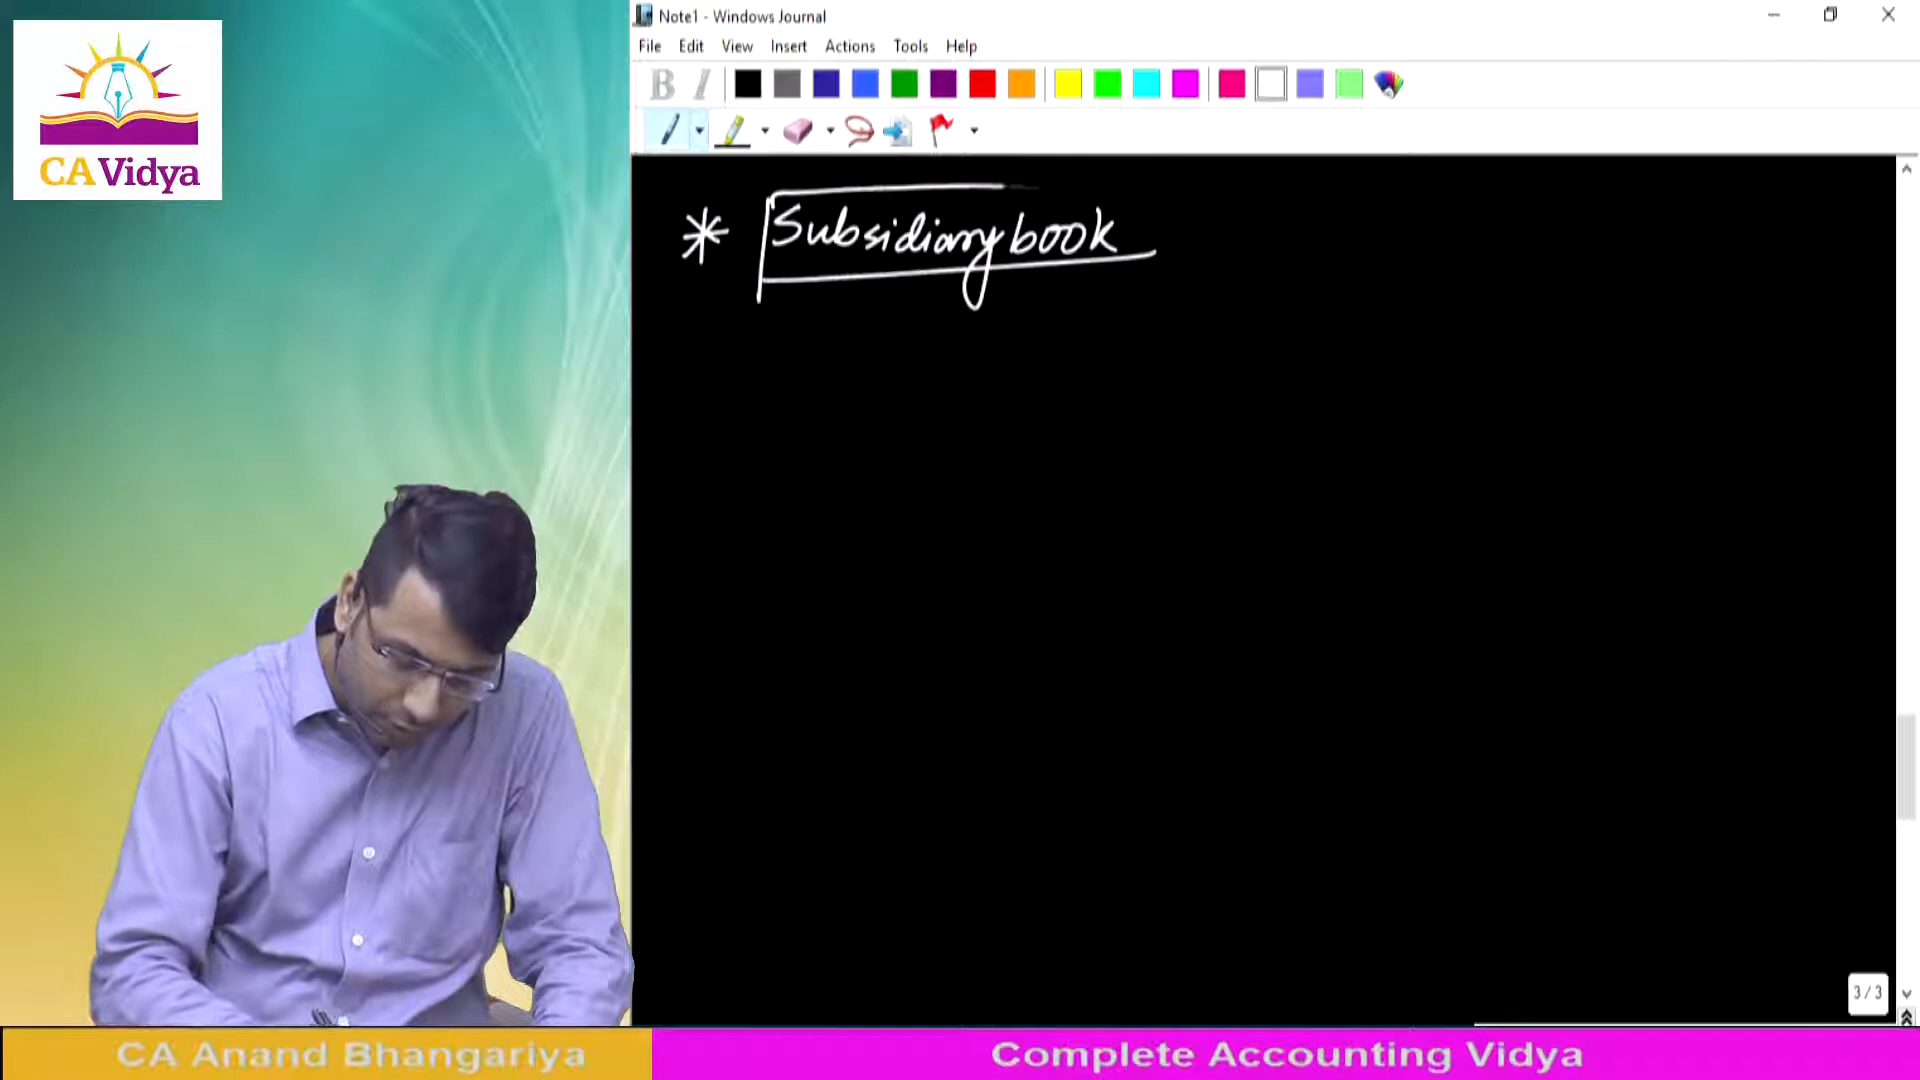 CA Vidya
Note1 - Windows Journal
File Edit View Insert Actions Tools Help
B I
* Subsidiary book
3 / 3
CA Anand Bhangariya
Complete Accounting Vidya